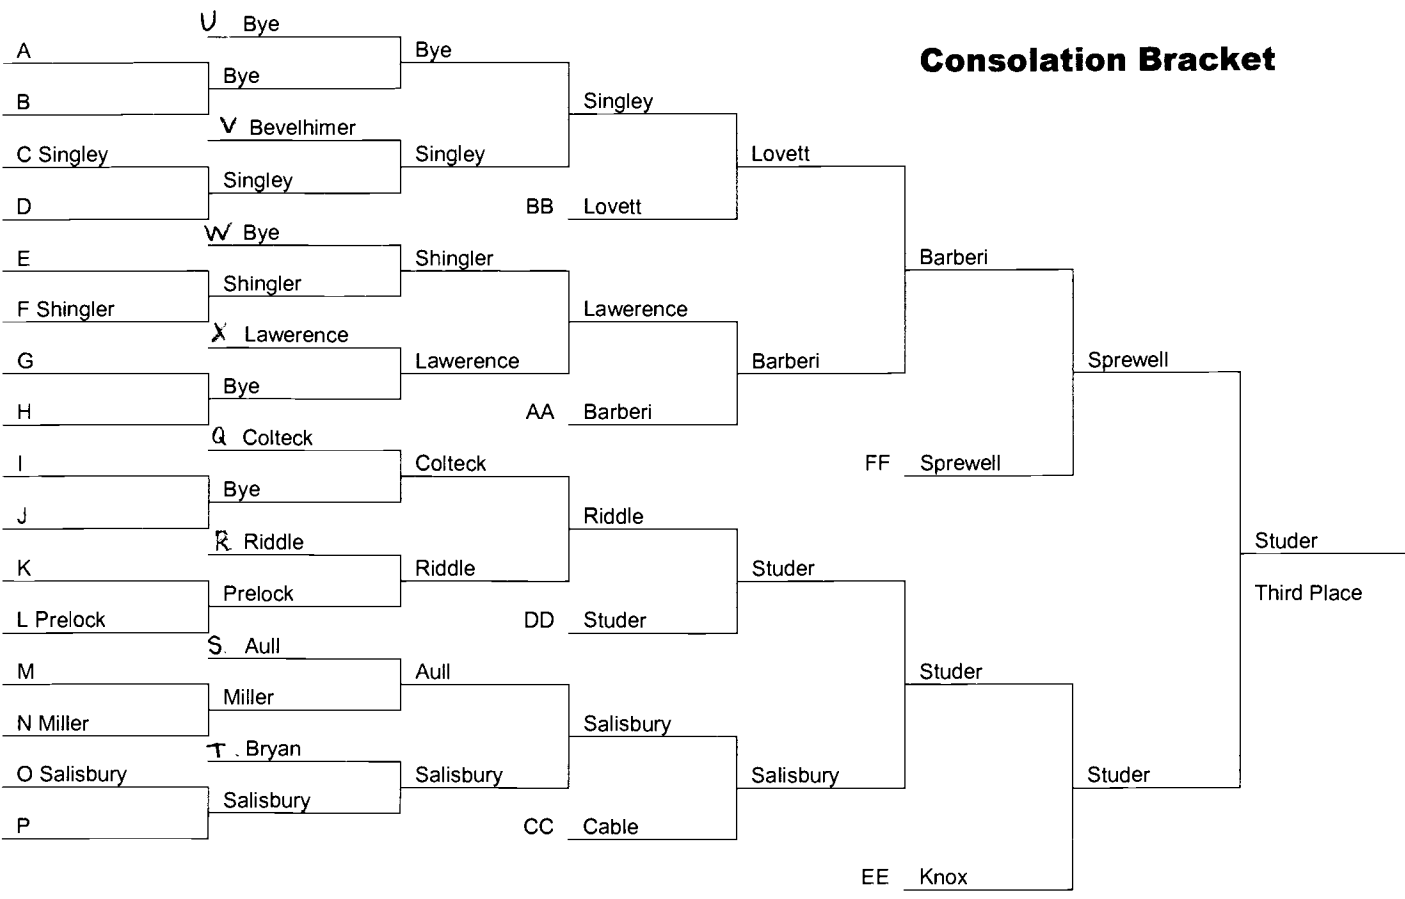 Consolation Bracket
U Bye
A
Bye
Bye
B
Singley
V Bevelhimer
C Singley
Singley
Lovett
Singley
D
BB Lovett
W Bye
E
Shingler
Barberi
Shingler
F Shingler
Lawerence
X Lawerence
G
Lawerence
Barberi
Sprewell
Bye
H
AA Barberi
Q Colteck
I
Colteck
FF Sprewell
Bye
J
Riddle
R Riddle
Studer
K
Riddle
Studer
Prelock
Third Place
L Prelock
DD Studer
S. Aull
M
Aull
Studer
Miller
N Miller
Salisbury
T. Bryan
O Salisbury
Salisbury
Salisbury
Studer
Salisbury
P
CC Cable
EE Knox